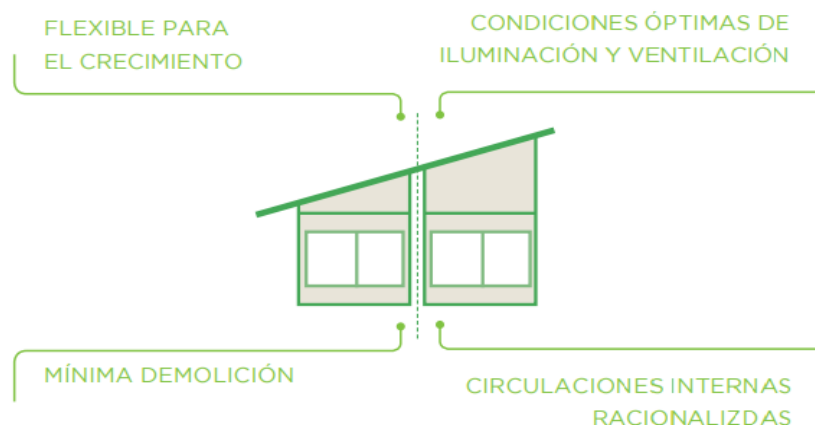 FLEXIBLE PARA
EL CRECIMIENTO
CONDICIONES ÓPTIMAS DE
ILUMINACIÓN Y VENTILACIÓN
MÍNIMA DEMOLICIÓN
CIRCULACIONES INTERNAS
RACIONALIZDAS